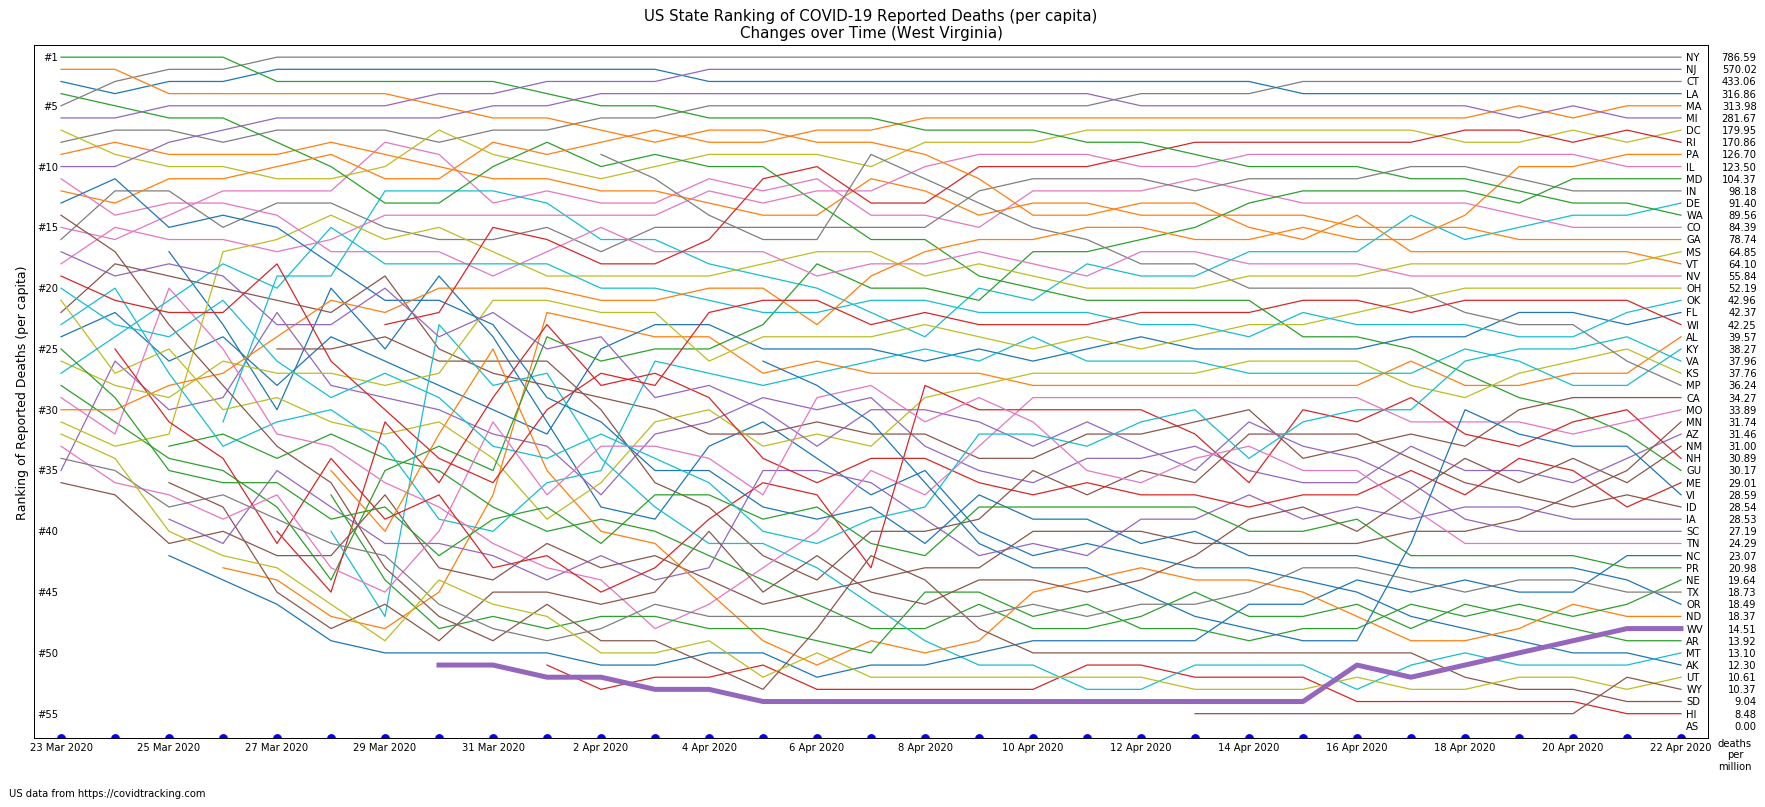 US State Ranking of COVID-19 Reported Deaths (per capita)
Changes over Time (West Virginia)
Ranking of Reported Deaths (per capita)
#1
#5
#10
#15
#20
#25
#30
#35
#40
#45
#50
#55
NY 786.59
NJ 570.02
CT 433.06
LA 316.86
MA 313.98
MI 281.67
DC 179.95
RI 170.86
PA 126.70
IL 123.50
MD 104.37
IN 98.18
DE 91.40
WA 89.56
CO 84.39
GA 78.74
MS 64.85
VT 64.10
NV 55.84
OH 52.19
OK 42.96
FL 42.37
WI 42.25
AL 39.57
KY 38.27
VA 37.96
KS 37.76
MP 36.24
CA 34.27
MO 33.89
MN 31.74
AZ 31.46
NM 31.00
NH 30.89
GU 30.17
ME 29.01
VI 28.59
ID 28.54
IA 28.53
SC 27.19
TN 24.29
NC 23.07
PR 20.98
NE 19.64
TX 18.73
OR 18.49
ND 18.37
WV 14.51
AR 13.92
MT 13.10
AK 12.30
UT 10.61
WY 10.37
SD 9.04
HI 8.48
AS 0.00
23 Mar 2020 25 Mar 2020 27 Mar 2020 29 Mar 2020 31 Mar 2020 2 Apr 2020 4 Apr 2020 6 Apr 2020 8 Apr 2020 10 Apr 2020 12 Apr 2020 14 Apr 2020 16 Apr 2020 18 Apr 2020 20 Apr 2020 22 Apr 2020
deaths
per
million
US data from https://covidtracking.com